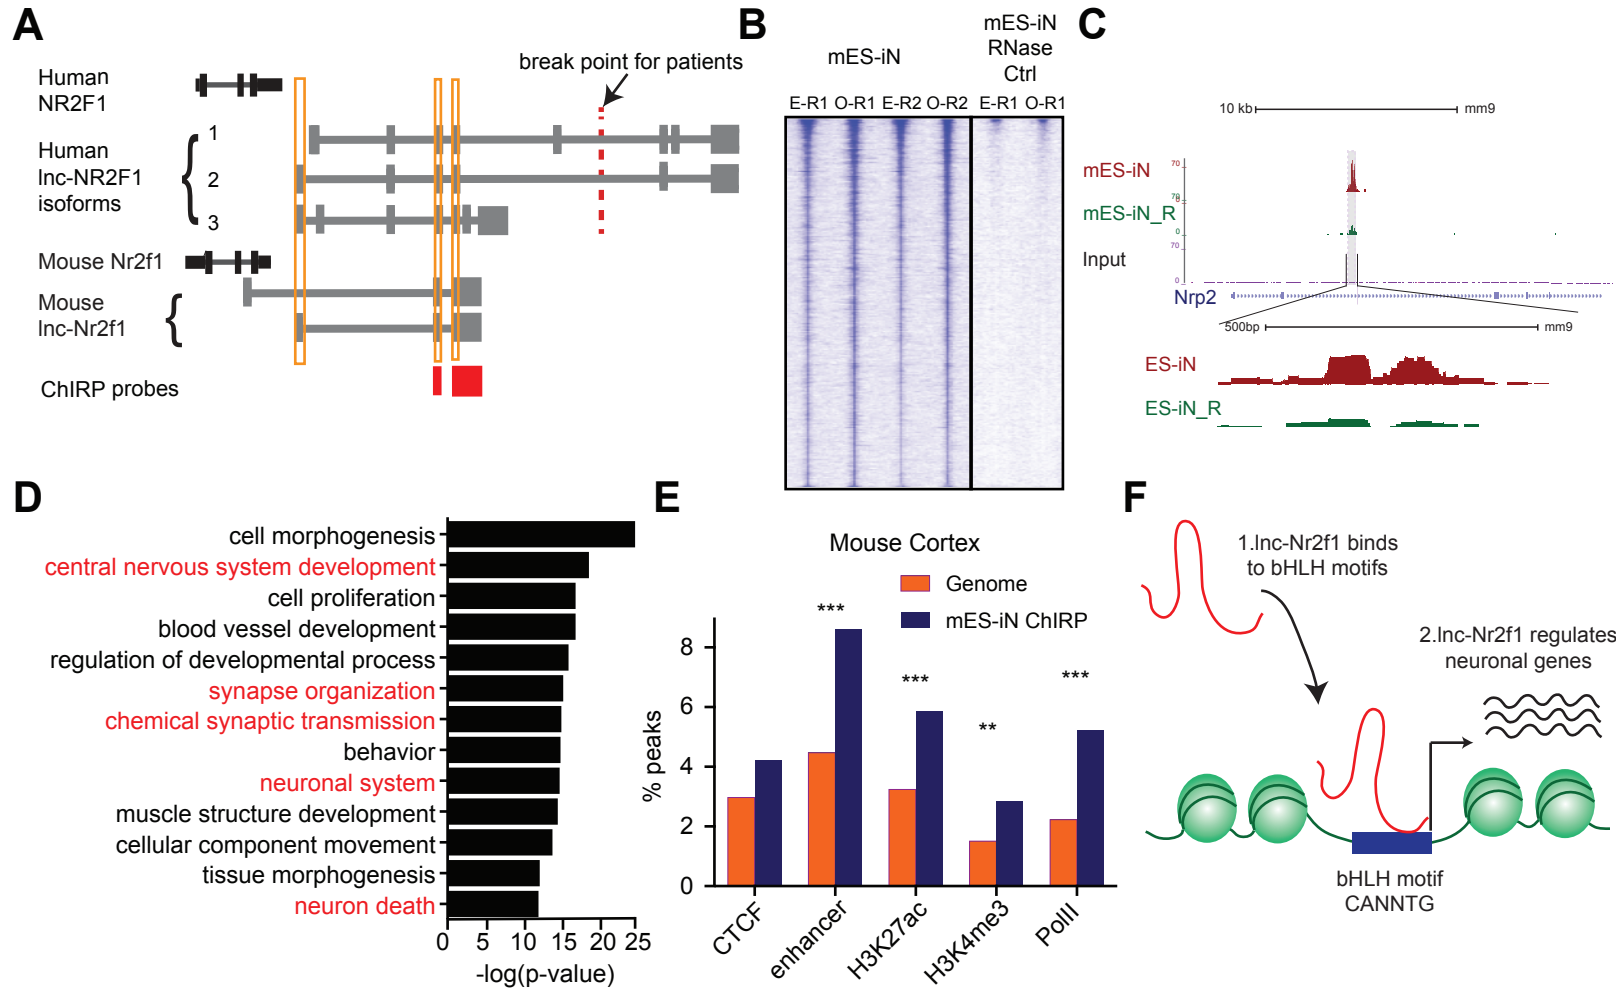 A
Human
NR2F1
break point for patients
Human
lnc-NR2F1
isoforms
1
2
3
Mouse Nr2f1
Mouse
lnc-Nr2f1
ChIRP probes
B
mES-iN
mES-iN
RNase
Ctrl
E-R1 O-R1 E-R2 O-R2 E-R1 O-R1
C
10 kb mm9
mES-iN
70
mES-iN_R
70
0
Input
70
0
Nrp2
500bp mm9
ES-iN
ES-iN_R
D
cell morphogenesis
central nervous system development
cell proliferation
blood vessel development
regulation of developmental process
synapse organization
chemical synaptic transmission
behavior
neuronal system
muscle structure development
cellular component movement
tissue morphogenesis
neuron death
0 5 10 15 20 25
-log(p-value)
E
Mouse Cortex
Genome
mES-iN ChIRP
*** *** ** ***
% peaks
8
6
4
2
0
CTCF
enhancer
H3K27ac
H3K4me3
PolII
F
1.lnc-Nr2f1 binds
to bHLH motifs
2.lnc-Nr2f1 regulates
neuronal genes
bHLH motif
CANNTG